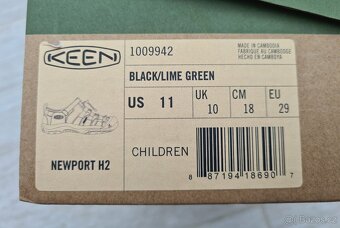 KEEN
1009942
MADE IN CAMBODIA
FABRIQUÉ AU CAMBODGE
HECHO EN CAMBOYA
BLACK/LIME GREEN
US 11
UK 10
CM 18
EU 29
NEWPORT H2
CHILDREN
8 87194 18690 7